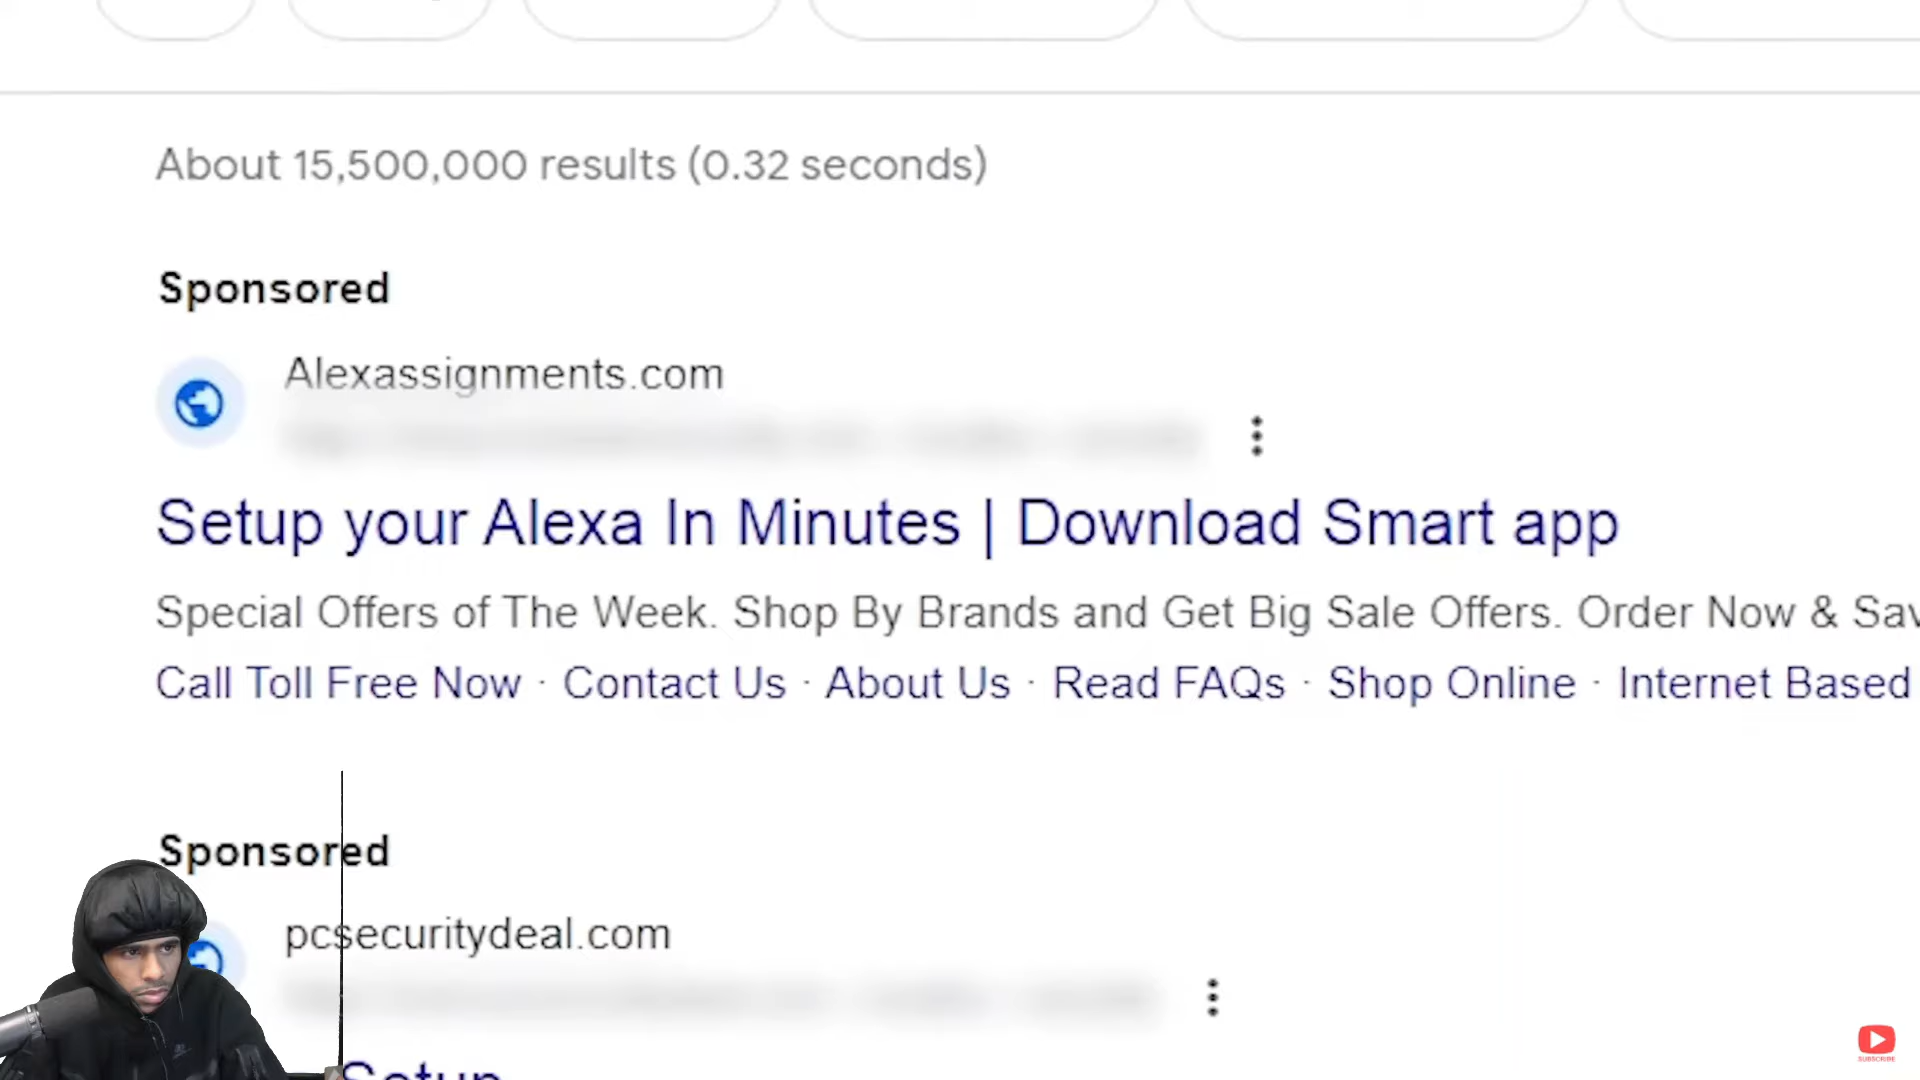 About 15,500,000 results (0.32 seconds)
Sponsored
Alexassignments.com
Setup your Alexa In Minutes | Download Smart app
Special Offers of The Week. Shop By Brands and Get Big Sale Offers. Order Now & Sav
Call Toll Free Now · Contact Us · About Us · Read FAQs · Shop Online · Internet Based
Sponsored
pcsecuritydeal.com
Setup
SUBSCRIBE